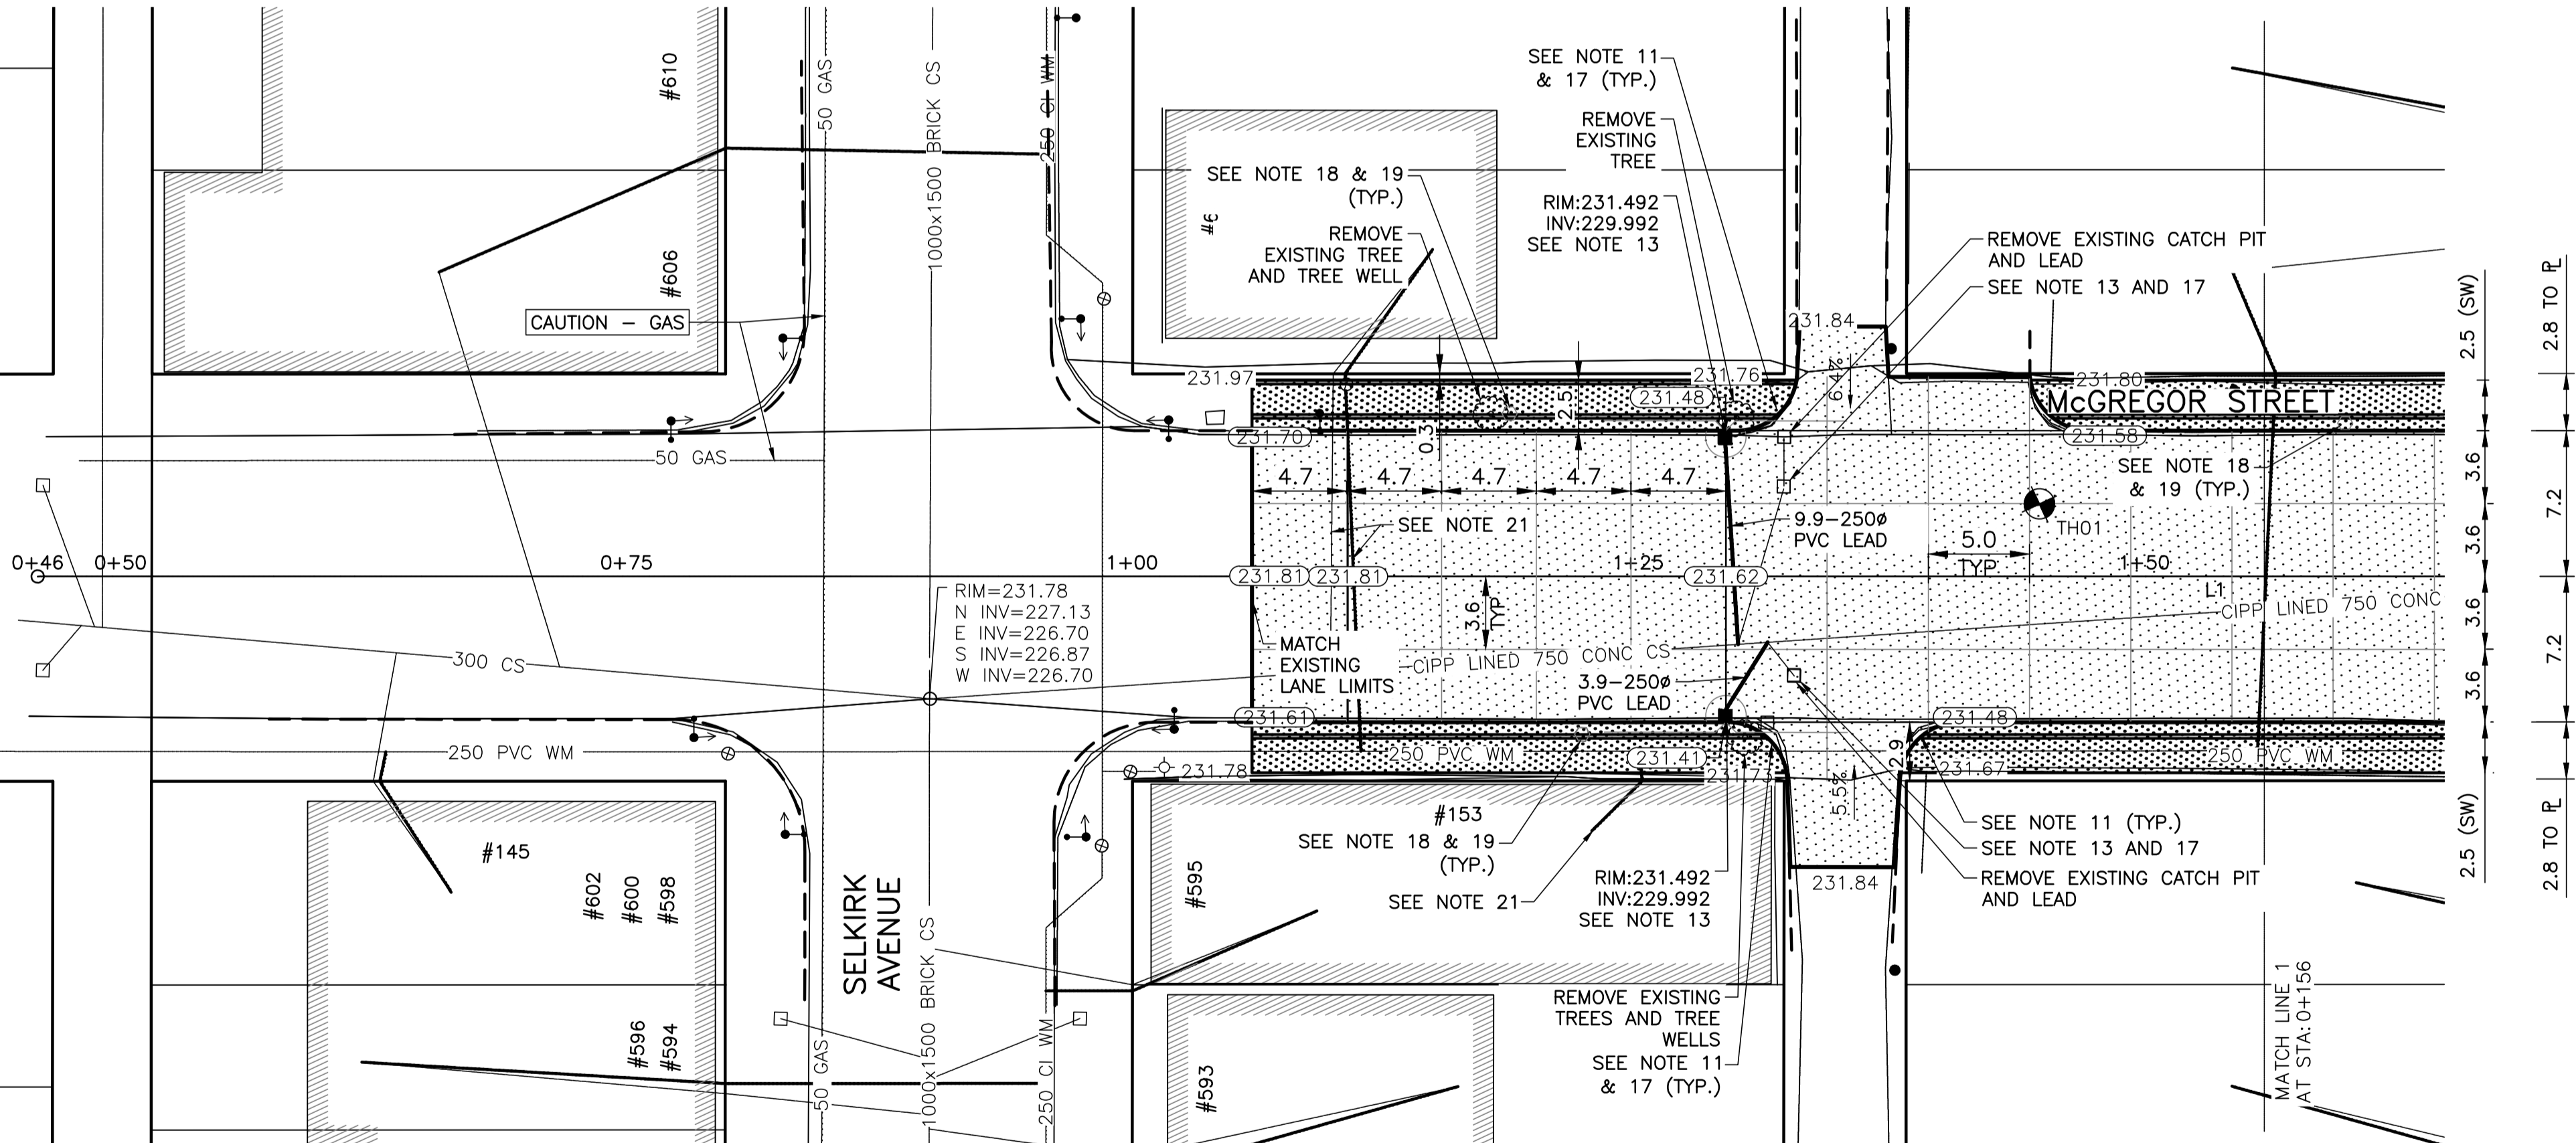 #610
50 GAS
1000x1500 BRICK CS
250 CI WM
#606
CAUTION – GAS
50 GAS
SEE NOTE 18 & 19
(TYP.)
REMOVE
EXISTING TREE
AND TREE WELL
SEE NOTE 11
& 17 (TYP.)
REMOVE
EXISTING
TREE
RIM:231.492
INV:229.992
SEE NOTE 13
REMOVE EXISTING CATCH PIT
AND LEAD
SEE NOTE 13 AND 17
231.84
6.4%
231.97
231.76
231.48
231.80
McGREGOR STREET
231.70
231.58
0.3
2.5
4.7
4.7
4.7
4.7
4.7
SEE NOTE 18
& 19 (TYP.)
SEE NOTE 21
9.9–250ø
PVC LEAD
TH01
5.0
TYP
0+46
0+50
0+75
1+00
1+25
1+50
231.81
231.81
231.62
3.6
TYP
L1
CIPP LINED 750 CONC
RIM=231.78
N INV=227.13
E INV=226.70
S INV=226.87
W INV=226.70
300 CS
MATCH
EXISTING
LANE LIMITS
CIPP LINED 750 CONC CS
3.9–250ø
PVC LEAD
231.61
231.48
250 PVC WM
250 PVC WM
250 PVC WM
231.41
231.78
231.73
231.67
2.9
5.5%
231.84
#153
SEE NOTE 18 & 19
(TYP.)
SEE NOTE 21
RIM:231.492
INV:229.992
SEE NOTE 13
SEE NOTE 11 (TYP.)
SEE NOTE 13 AND 17
REMOVE EXISTING CATCH PIT
AND LEAD
#145
#602
#600
#598
#596
#594
SELKIRK
AVENUE
50 GAS
1000x1500 BRICK CS
250 CI WM
#595
#593
REMOVE EXISTING
TREES AND TREE
WELLS
SEE NOTE 11
& 17 (TYP.)
MATCH LINE 1
AT STA: 0+156
2.5 (SW)
3.6
3.6
3.6
3.6
2.5 (SW)
2.8 TO PL
7.2
7.2
2.8 TO PL